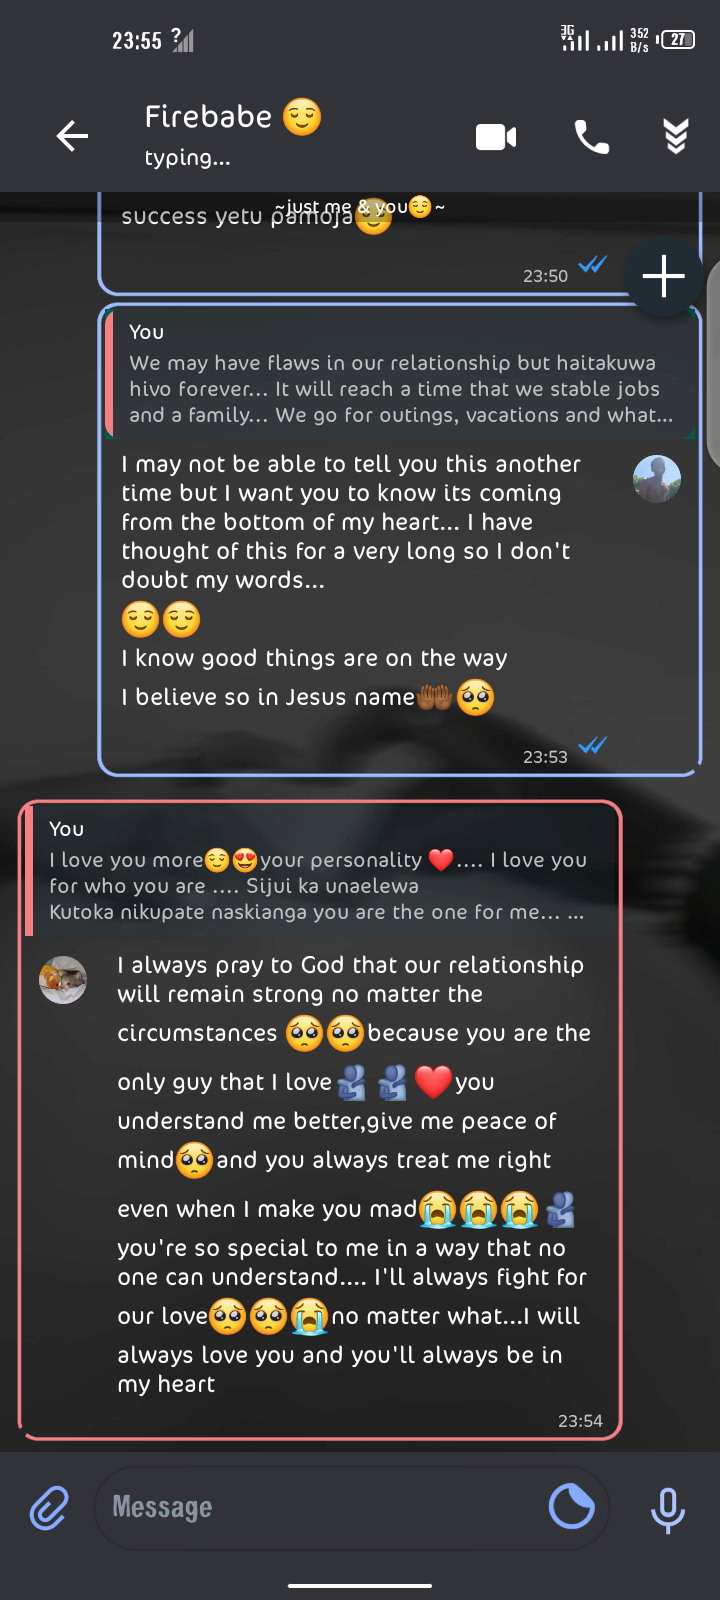 23:55 ?
3G 352 B/s 27
Firebabe 😌
typing...
~just me & you😌~
success yetu pamoja😌
23:50
You
We may have flaws in our relationship but haitakuwa
hivo forever... It will reach a time that we stable jobs
and a family... We go for outings, vacations and what...
I may not be able to tell you this another
time but I want you to know its coming
from the bottom of my heart... I have
thought of this for a very long so I don't
doubt my words...
😌😌
I know good things are on the way
I believe so in Jesus name🤲🏾🥺
23:53
You
I love you more😌😍your personality ❤️.... I love you
for who you are .... Sijui ka unaelewa
Kutoka nikupate naskianga you are the one for me... ...
I always pray to God that our relationship
will remain strong no matter the
circumstances 🥺🥺because you are the
only guy that I love🫂🫂❤️you
understand me better,give me peace of
mind🥺and you always treat me right
even when I make you mad😭😭😭🫂
you're so special to me in a way that no
one can understand.... I'll always fight for
our love🥺🥺😭no matter what...I will
always love you and you'll always be in
my heart
23:54
Message